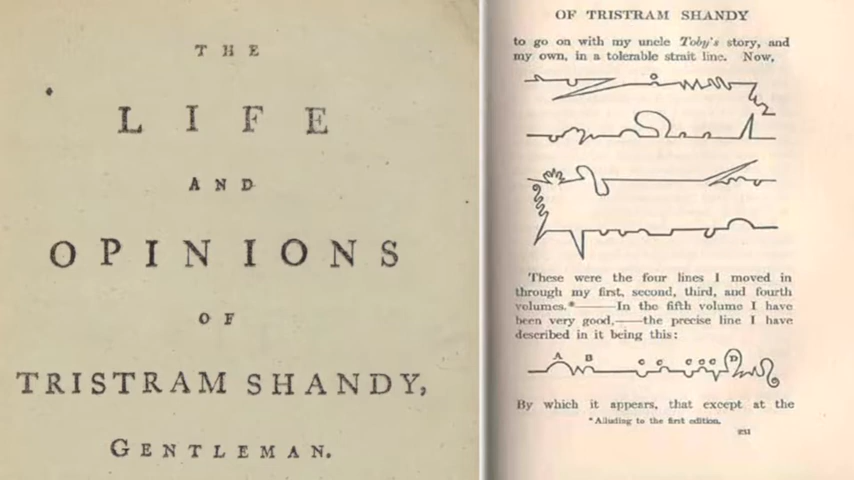 THE
LIFE
AND
OPINIONS
OF
TRISTRAM SHANDY,
GENTLEMAN.
OF TRISTRAM SHANDY
to go on with my uncle Toby's story, and
my own, in a tolerable strait line. Now,
These were the four lines I moved in
through my first, second, third, and fourth
volumes.*——In the fifth volume I have
been very good,——the precise line I have
described in it being this:
A B c c c c c D
By which it appears, that except at the
*Alluding to the first edition.
231